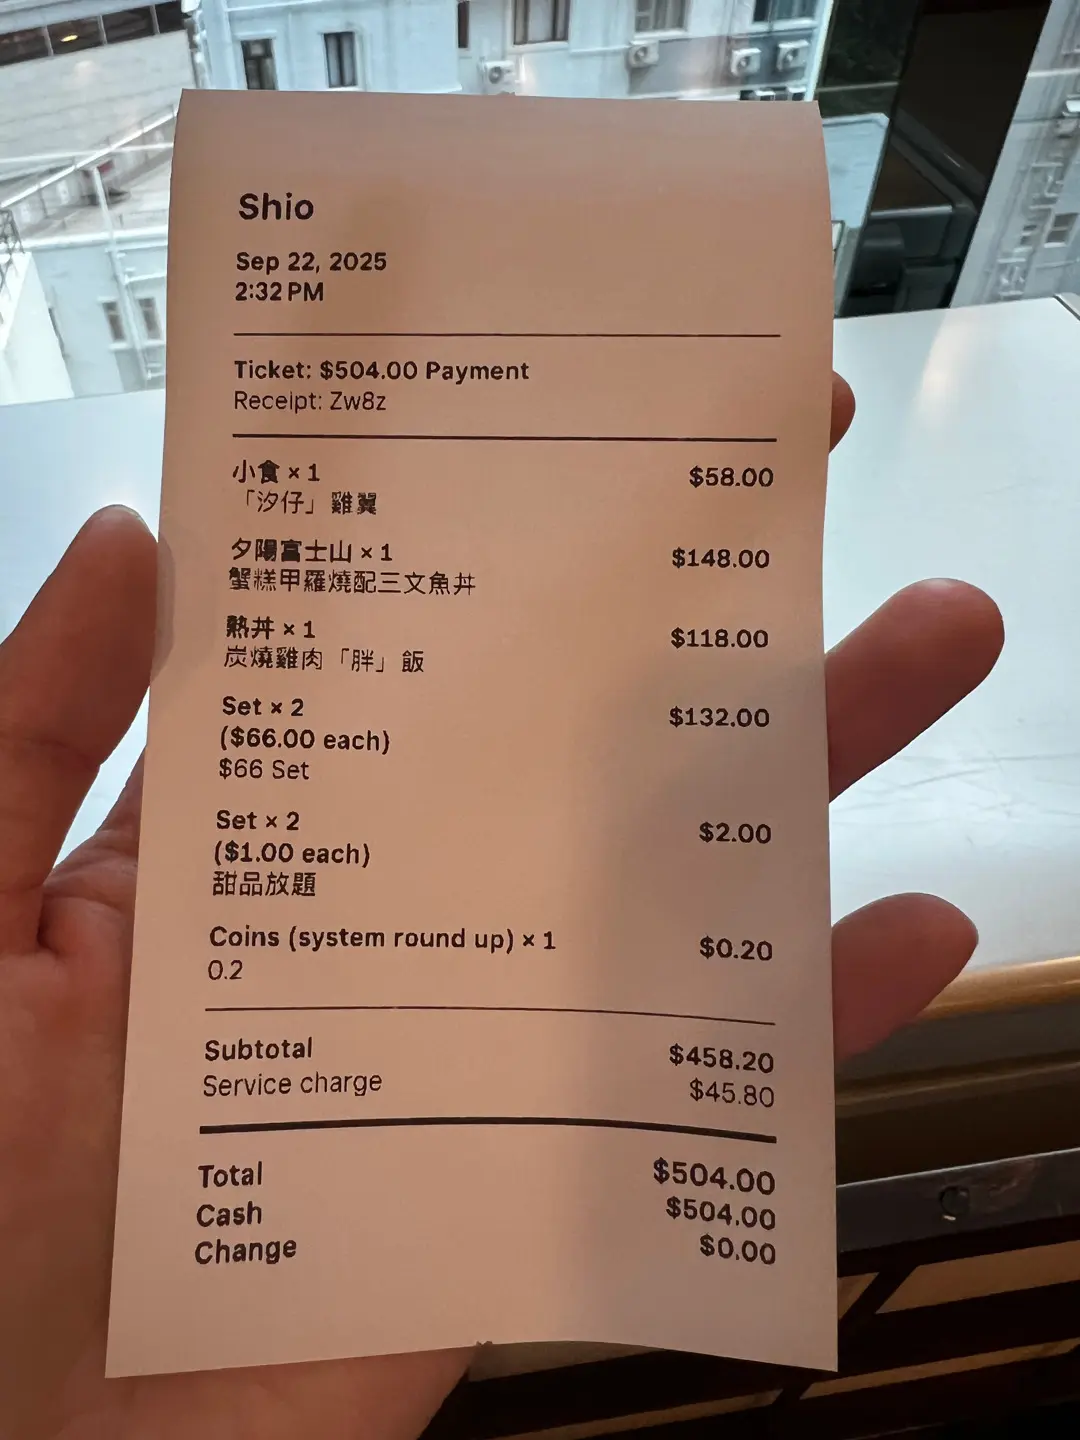 Shio
Sep 22, 2025
2:32 PM
Ticket: $504.00 Payment
Receipt: Zw8z
小食 × 1 $58.00
「汐仔」雞翼
夕陽富士山 × 1 $148.00
蟹糕甲羅燒配三文魚丼
熱丼 × 1 $118.00
炭燒雞肉「胖」飯
Set × 2 $132.00
($66.00 each)
$66 Set
Set × 2 $2.00
($1.00 each)
甜品放題
Coins (system round up) × 1 $0.20
0.2
Subtotal $458.20
Service charge $45.80
Total $504.00
Cash $504.00
Change $0.00